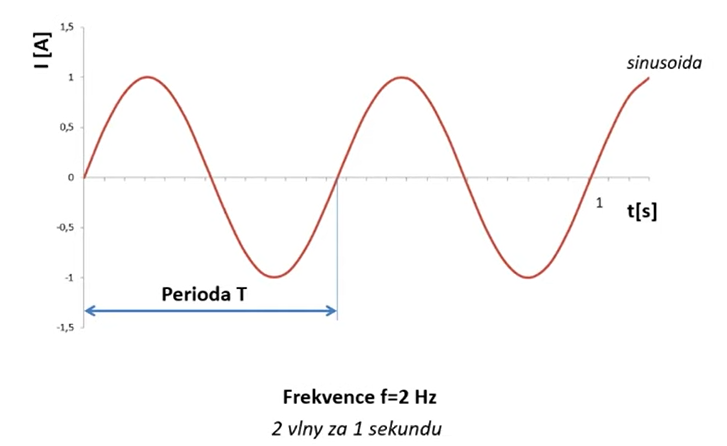 I [A]
1,5
1
0,5
0
-0,5
-1
-1,5
sinusoida
1
t[s]
Perioda T
Frekvence f=2 Hz
2 vlny za 1 sekundu